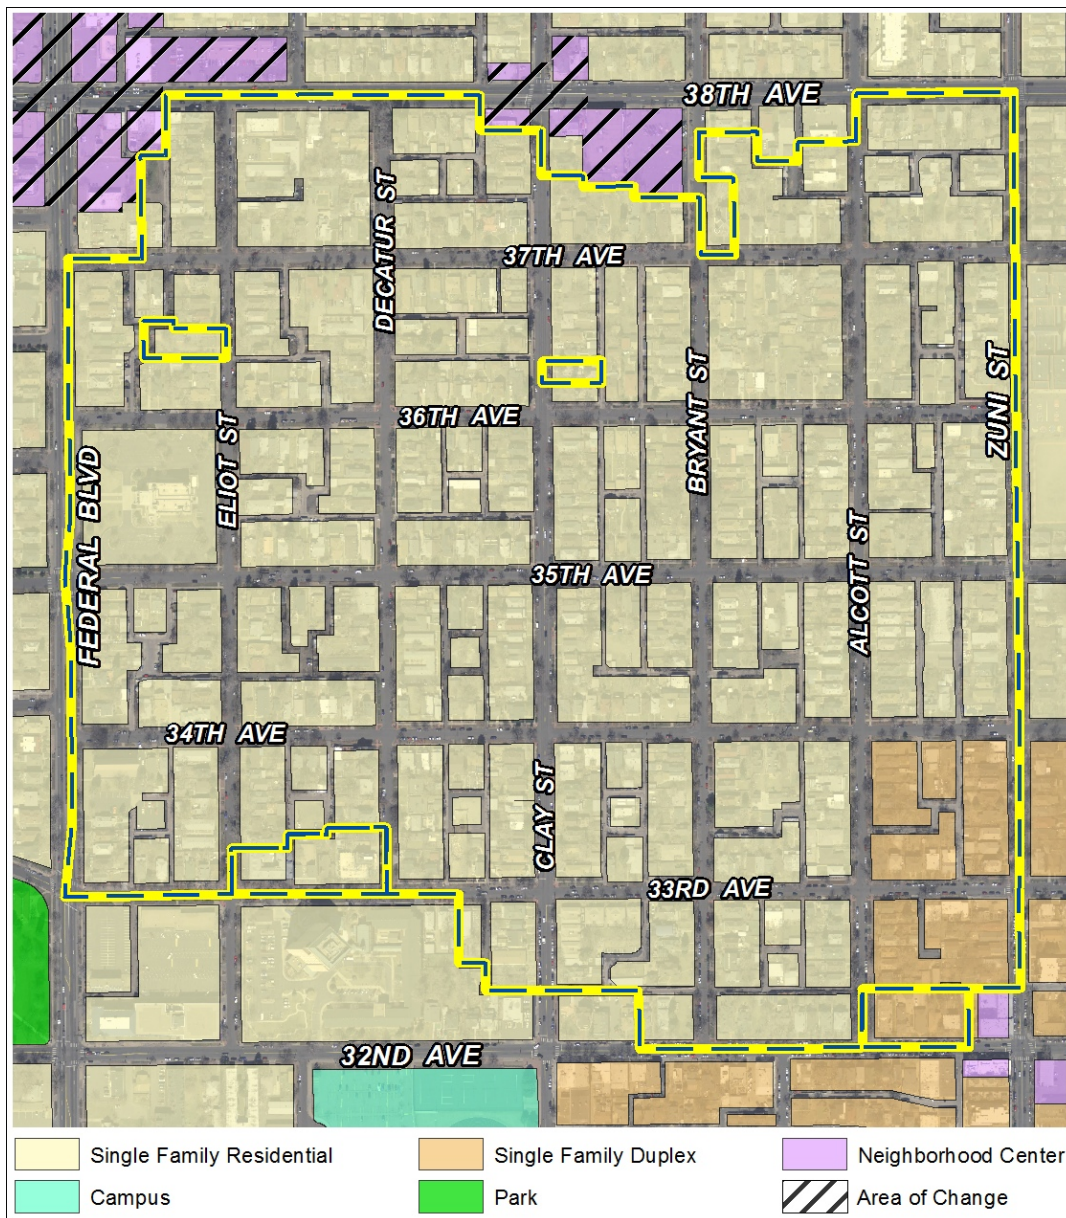 38TH AVE
DECATUR ST
37TH AVE
BRYANT ST
ZUNI ST
36TH AVE
ELIOT ST
FEDERAL BLVD
35TH AVE
ALCOTT ST
34TH AVE
CLAY ST
33RD AVE
32ND AVE
Single Family Residential
Single Family Duplex
Neighborhood Center
Campus
Park
Area of Change